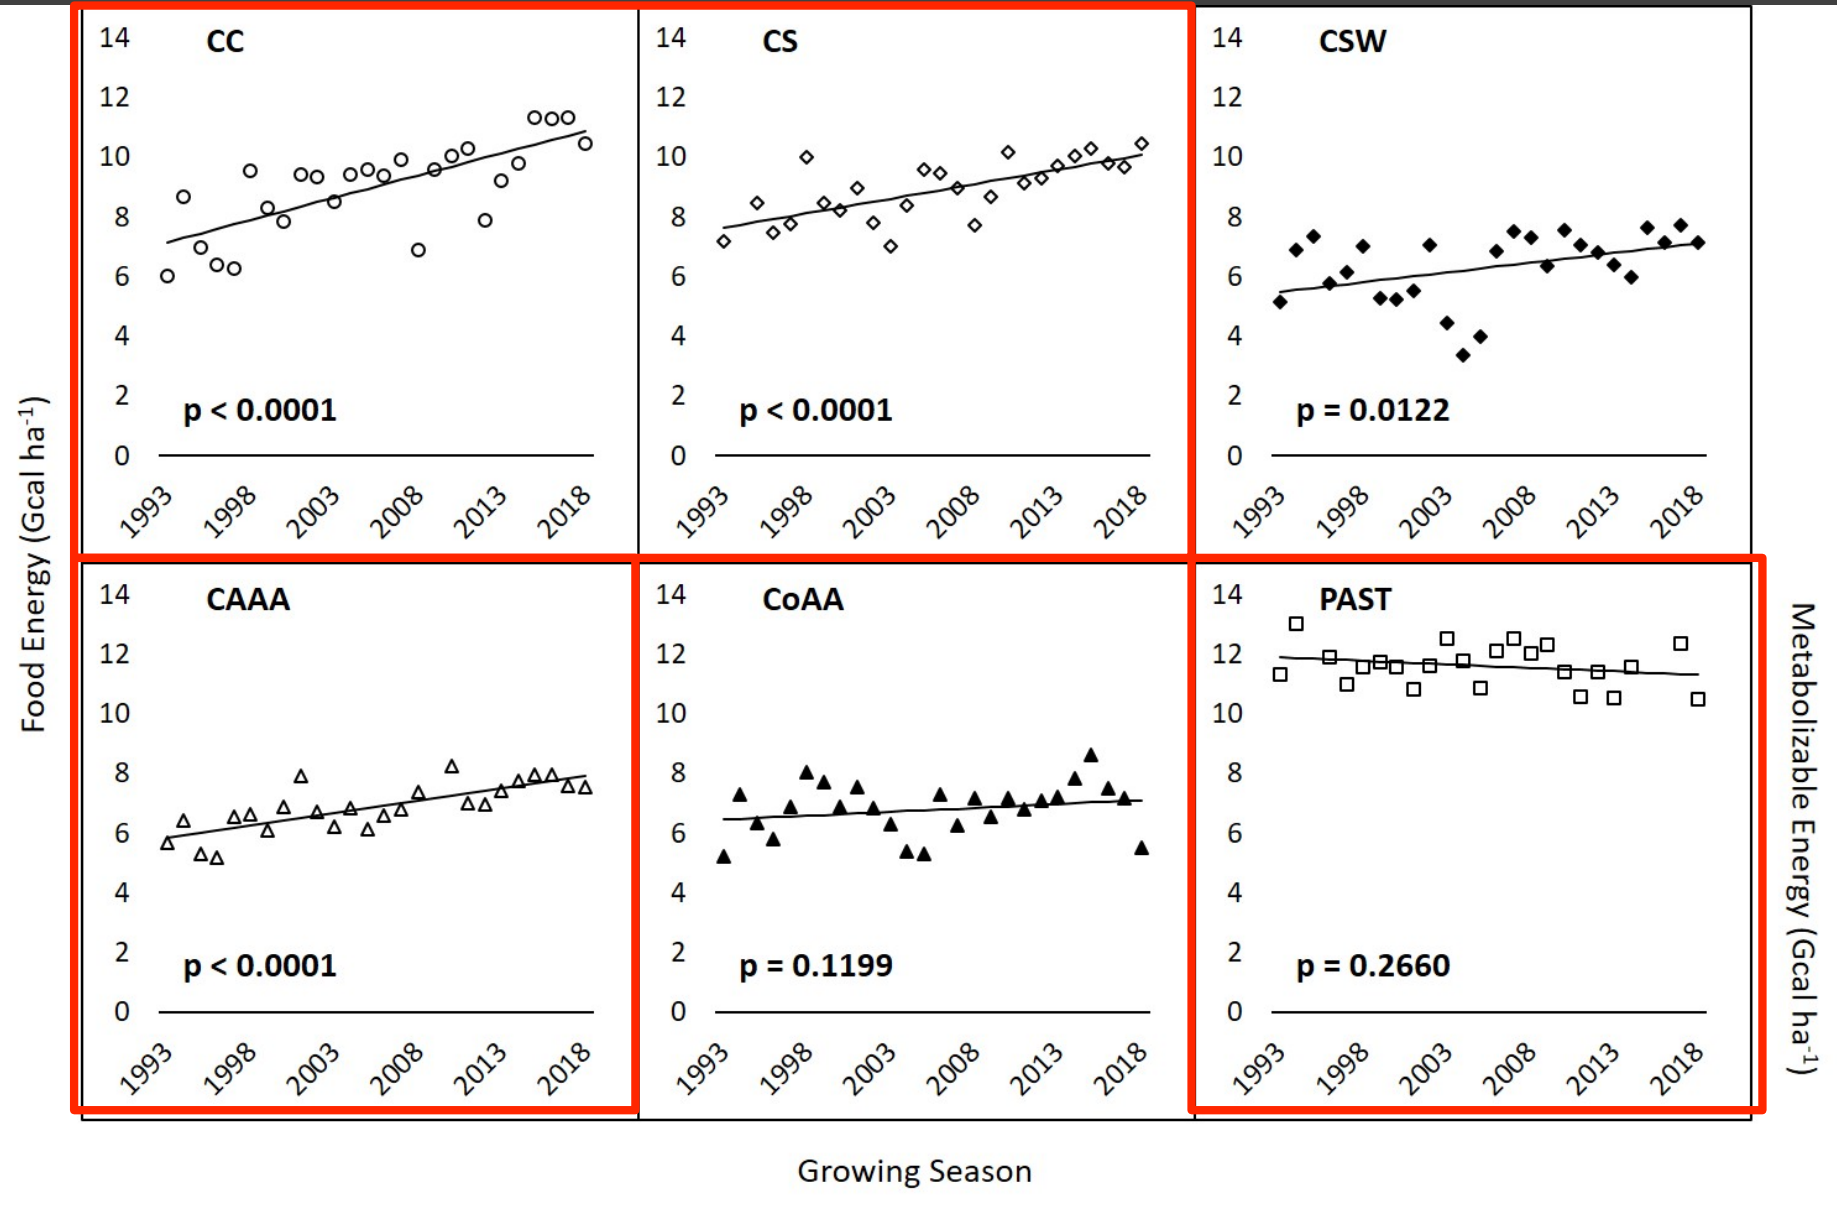 CC
14
12
10
8
6
4
2
0
p < 0.0001
1993 1998 2003 2008 2013 2018
CS
14
12
10
8
6
4
2
0
p < 0.0001
1993 1998 2003 2008 2013 2018
CSW
14
12
10
8
6
4
2
0
p = 0.0122
1993 1998 2003 2008 2013 2018
CAAA
14
12
10
8
6
4
2
0
p < 0.0001
1993 1998 2003 2008 2013 2018
CoAA
14
12
10
8
6
4
2
0
p = 0.1199
1993 1998 2003 2008 2013 2018
PAST
14
12
10
8
6
4
2
0
p = 0.2660
1993 1998 2003 2008 2013 2018
Food Energy (Gcal ha⁻¹)
Metabolizable Energy (Gcal ha⁻¹)
Growing Season